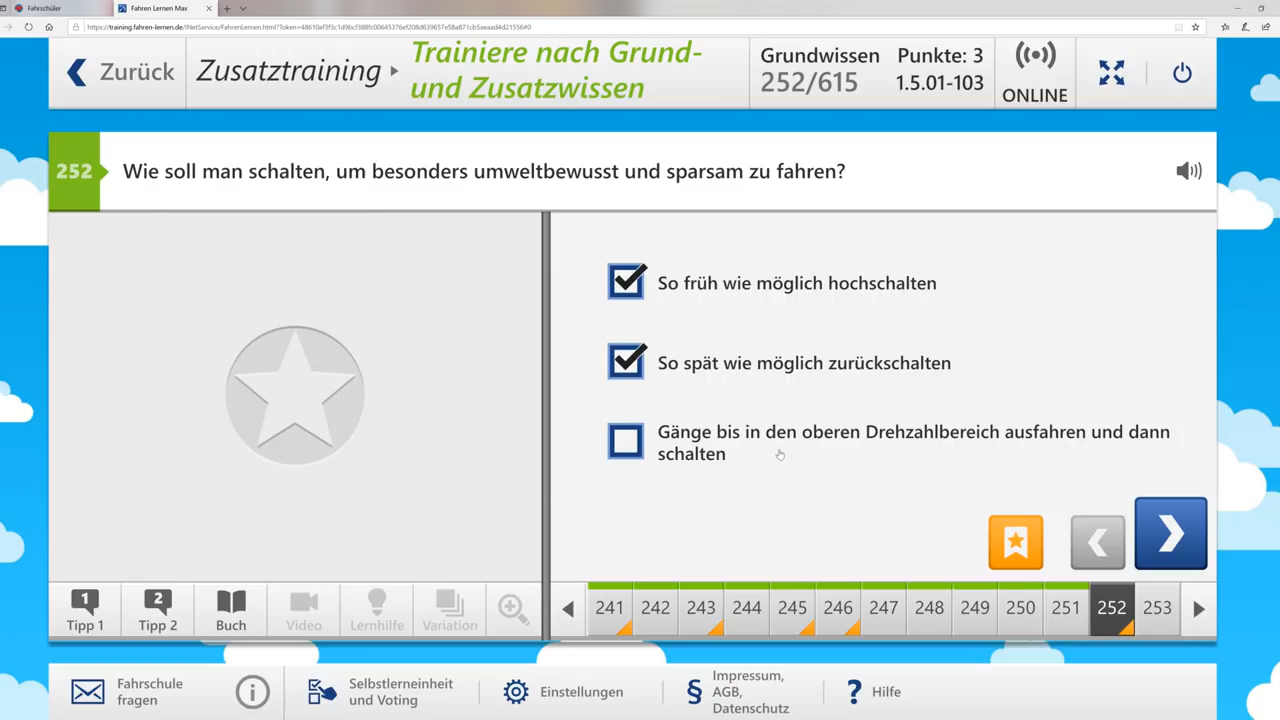 Fahrschüler
Fahren Lernen Max
Zurück
Zusatztraining
Trainiere nach Grund-
und Zusatzwissen
Grundwissen
252/615
Punkte: 3
1.5.01-103
ONLINE
252
Wie soll man schalten, um besonders umweltbewusst und sparsam zu fahren?
So früh wie möglich hochschalten
So spät wie möglich zurückschalten
Gänge bis in den oberen Drehzahlbereich ausfahren und dann
schalten
1
Tipp 1
2
Tipp 2
Buch
Video
Lernhilfe
Variation
241 242 243 244 245 246 247 248 249 250 251 252 253
Fahrschule
fragen
Selbstlerneinheit
und Voting
Einstellungen
§
Impressum,
AGB,
Datenschutz
?
Hilfe